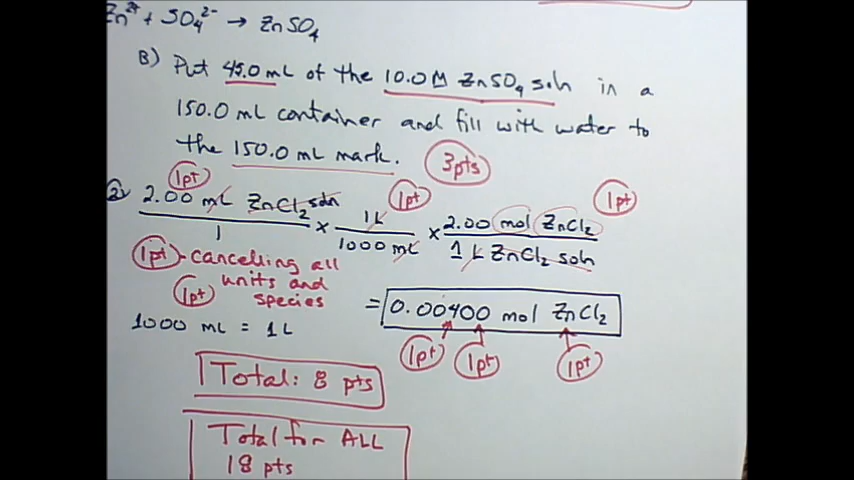 Zn²⁺ + SO₄²⁻ → ZnSO₄
B) Put 45.0 mL of the 10.0 M ZnSO₄ soln in a
150.0 mL container and fill with water to
the 150.0 mL mark.
3pts
1pt 1pt 1pt
2) 2.00 mL ZnCl₂ soln / 1 × 1L / 1000 mL × 2.00 mol ZnCl₂ / 1 L ZnCl₂ soln
1pt - cancelling all
1pt units and
species
= 0.00400 mol ZnCl₂
1000 mL = 1L
1pt 1pt 1pt
Total: 8 pts
Total for ALL
18 pts